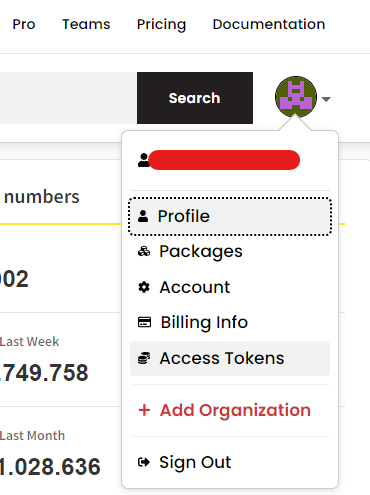 Pro Teams Pricing Documentation
Search
numbers
Profile
002
Packages
Account
Last Week
Billing Info
.749.758
Access Tokens
Add Organization
Last Month
1.028.636
Sign Out